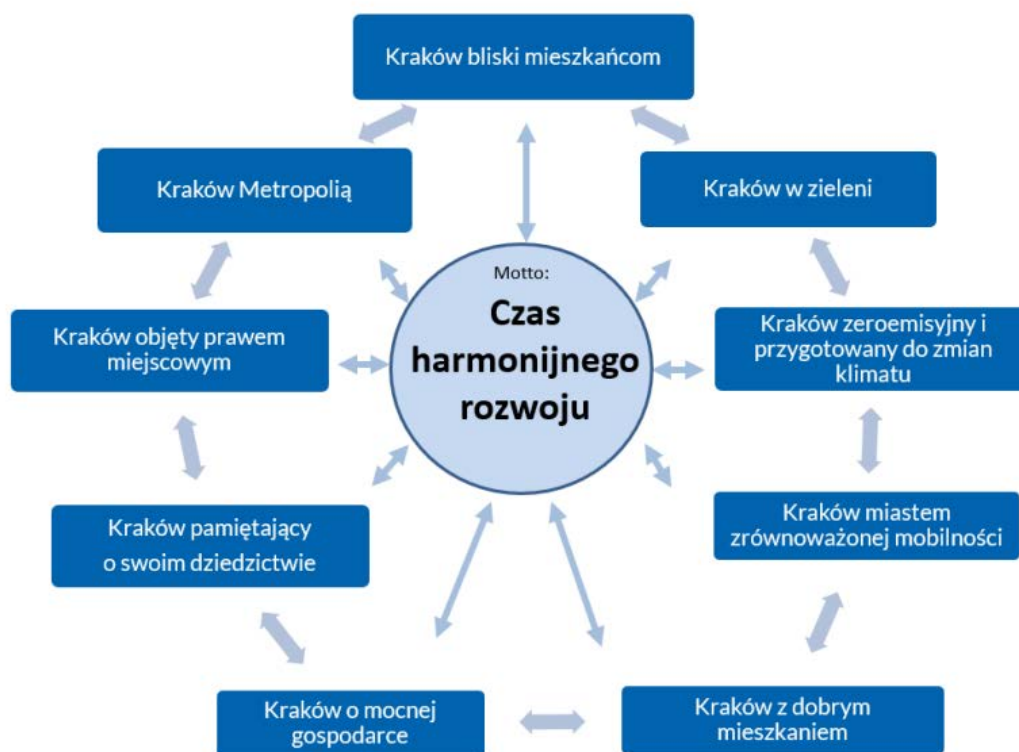 Kraków bliski mieszkańcom
Kraków Metropolią
Kraków w zieleni
Motto:
Czas
harmonijnego
rozwoju
Kraków objęty prawem
miejscowym
Kraków zeroemisyjny i
przygotowany do zmian
klimatu
Kraków pamiętający
o swoim dziedzictwie
Kraków miastem
zrównoważonej mobilności
Kraków o mocnej
gospodarce
Kraków z dobrym
mieszkaniem